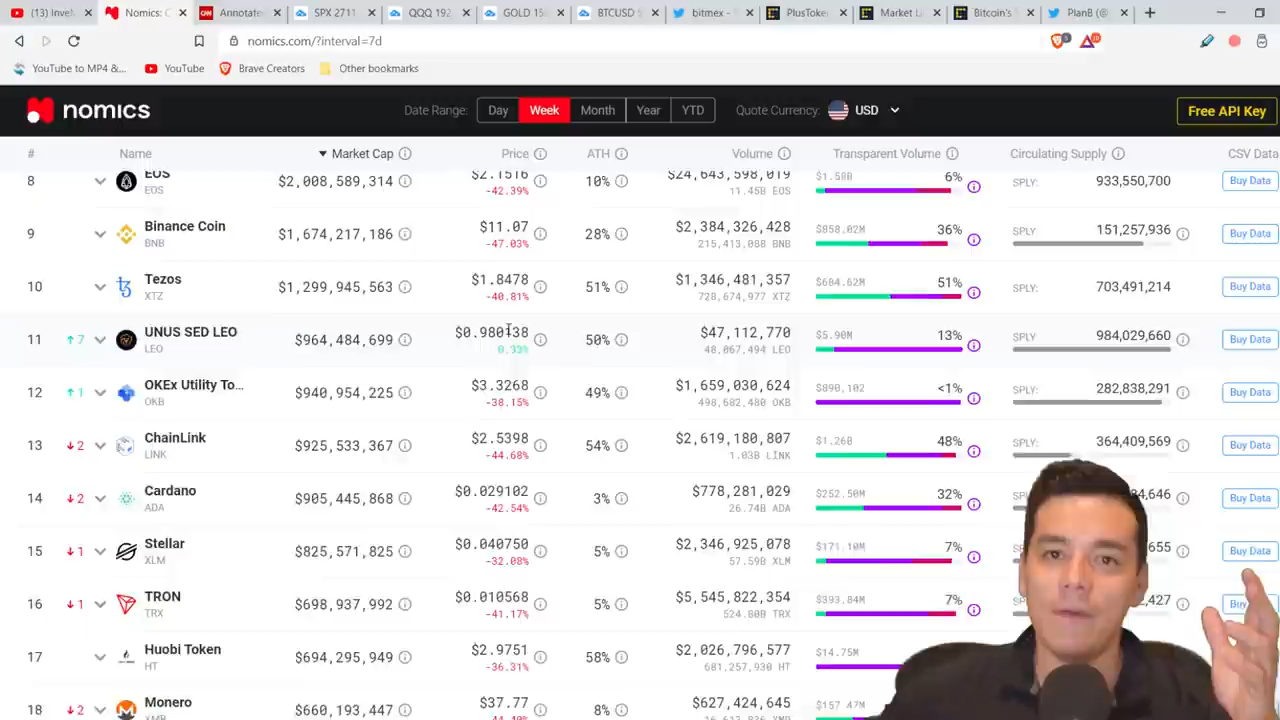 (1) Invel
Nomics: C
Annotate
SPX 2711
QQQ 192
GOLD 15
BTCUSD
bitmex -
PlusToke
Market L
Bitcoin's
PlanB (@
nomics.com/?interval=7d
YouTube to MP4 &...
YouTube
Brave Creators
Other bookmarks
nomics
Date Range:
Day
Week
Month
Year
YTD
Quote Currency:
USD
Free API Key
#
Name
Market Cap
Price
ATH
Volume
Transparent Volume
Circulating Supply
CSV Data
8 EOS $2,008,589,314 $2.1516 10% $24,643,598,019 $1.50B 6% SPLY: 933,550,700 Buy Data
EOS -42.39% 11.45B EOS
9 Binance Coin $1,674,217,186 $11.07 28% $2,384,326,428 $858.02M 36% SPLY: 151,257,936 Buy Data
BNB -47.03% 215,413,088 BNB
10 Tezos $1,299,945,563 $1.8478 51% $1,346,481,357 $684.62M 51% SPLY: 703,491,214 Buy Data
XTZ -40.81% 728,674,977 XTZ
11 7 UNUS SED LEO $964,484,699 $0.980138 50% $47,112,770 $5.90M 13% SPLY: 984,029,660 Buy Data
LEO 0.93% 48,067,494 LEO
12 1 OKEx Utility To... $940,954,225 $3.3268 49% $1,659,030,624 $890,102 <1% SPLY: 282,838,291 Buy Data
OKB -38.15% 498,682,480 OKB
13 2 ChainLink $925,533,367 $2.5398 54% $2,619,180,807 $1.26B 48% SPLY: 364,409,569 Buy Data
LINK -44.68% 1.03B LINK
14 2 Cardano $905,445,868 $0.029102 3% $778,281,029 $252.50M 32% Buy Data
ADA -42.54% 26.74B ADA
15 1 Stellar $825,571,825 $0.040750 5% $2,346,925,078 $171.10M 7% Buy Data
XLM -32.08% 57.59B XLM
16 1 TRON $698,937,992 $0.010568 5% $5,545,822,354 $393.84M 7%
TRX -41.17% 524.80B TRX
17 Huobi Token $694,295,949 $2.9751 58% $2,026,796,577 $14.75M
HT -36.31% 681,257,930 HT
18 2 Monero $660,193,447 $37.77 8% $627,424,645 $157.47M